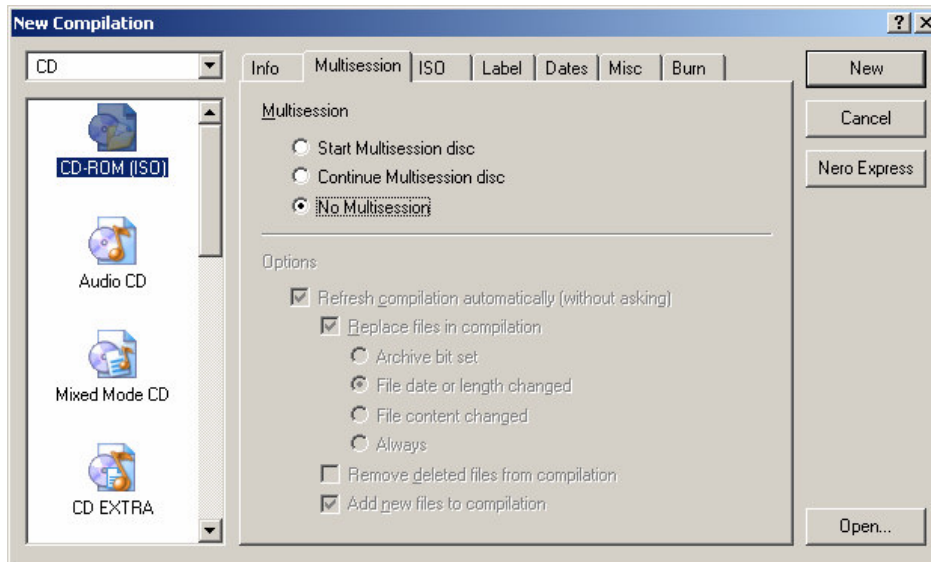 New Compilation
CD
CD-ROM (ISO)
Audio CD
Mixed Mode CD
CD EXTRA
Info Multisession ISO Label Dates Misc Burn
Multisession
Start Multisession disc
Continue Multisession disc
No Multisession
Options
Refresh compilation automatically (without asking)
Replace files in compilation
Archive bit set
File date or length changed
File content changed
Always
Remove deleted files from compilation
Add new files to compilation
New
Cancel
Nero Express
Open...